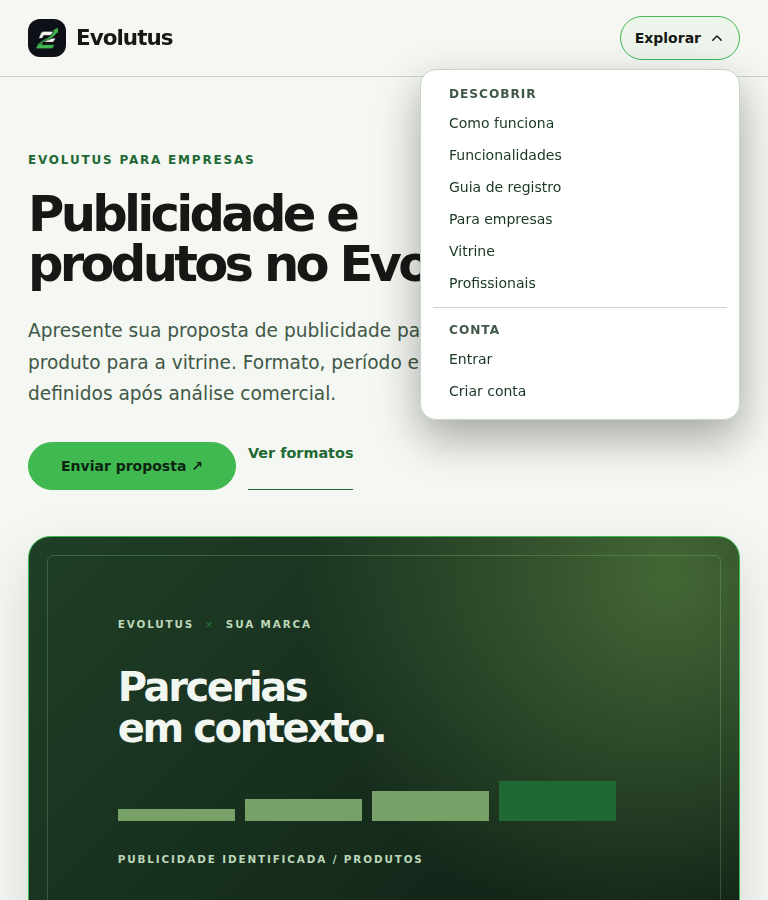 Evolutus
Explorar
DESCOBRIR
Como funciona
Funcionalidades
Guia de registro
Para empresas
Vitrine
Profissionais
CONTA
Entrar
Criar conta
EVOLUTUS PARA EMPRESAS
Publicidade e
produtos no
Apresente sua proposta de publicidade
produto para a vitrine. Formato, período e
definidos após análise comercial.
Enviar proposta ↗
Ver formatos
EVOLUTUS × SUA MARCA
Parcerias
em contexto.
PUBLICIDADE IDENTIFICADA / PRODUTOS